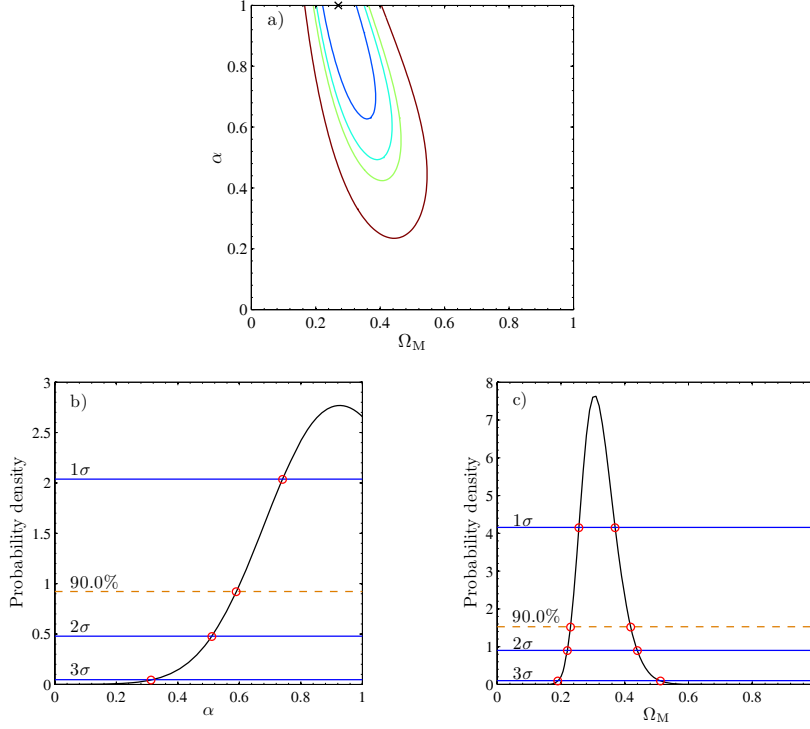 a)
1
0.8
0.6
α
0.4
0.2
0
0 0.2 0.4 0.6 0.8 1
Ω_M
b)
3
2.5
2
1.5
1
0.5
0
Probability density
1σ
90.0%
2σ
3σ
0 0.2 0.4 0.6 0.8 1
α
c)
8
7
6
5
4
3
2
1
0
Probability density
1σ
90.0%
2σ
3σ
0 0.2 0.4 0.6 0.8
Ω_M